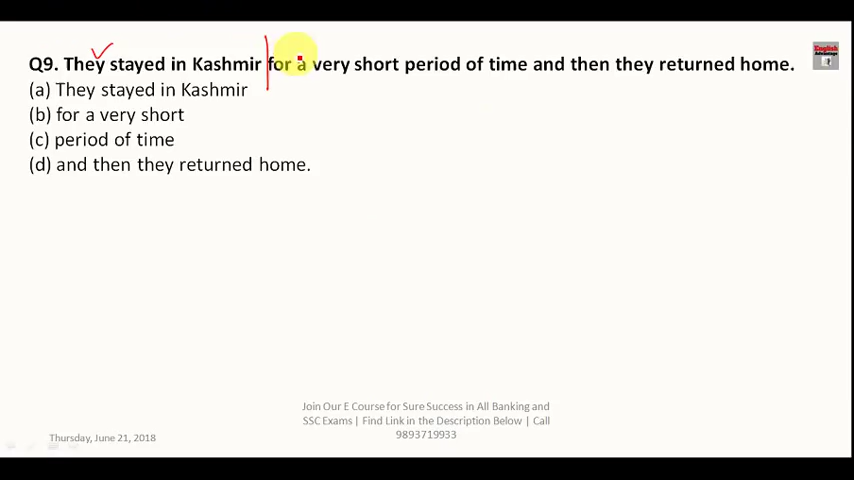 Q9. They stayed in Kashmir for a very short period of time and then they returned home.
(a) They stayed in Kashmir
(b) for a very short
(c) period of time
(d) and then they returned home.
English
Advantage
Join Our E Course for Sure Success in All Banking and
SSC Exams | Find Link in the Description Below | Call
9893719933
Thursday, June 21, 2018